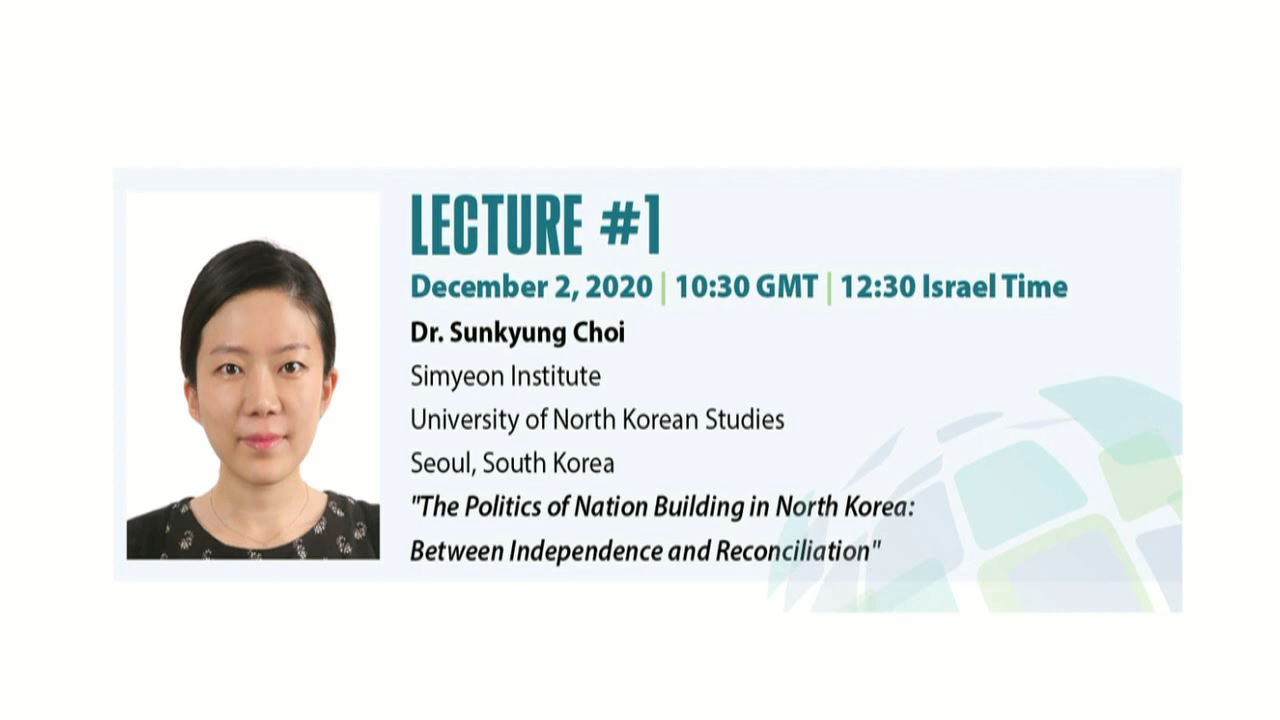 LECTURE #1
December 2, 2020 | 10:30 GMT | 12:30 Israel Time
Dr. Sunkyung Choi
Simyeon Institute
University of North Korean Studies
Seoul, South Korea
"The Politics of Nation Building in North Korea:
Between Independence and Reconciliation"